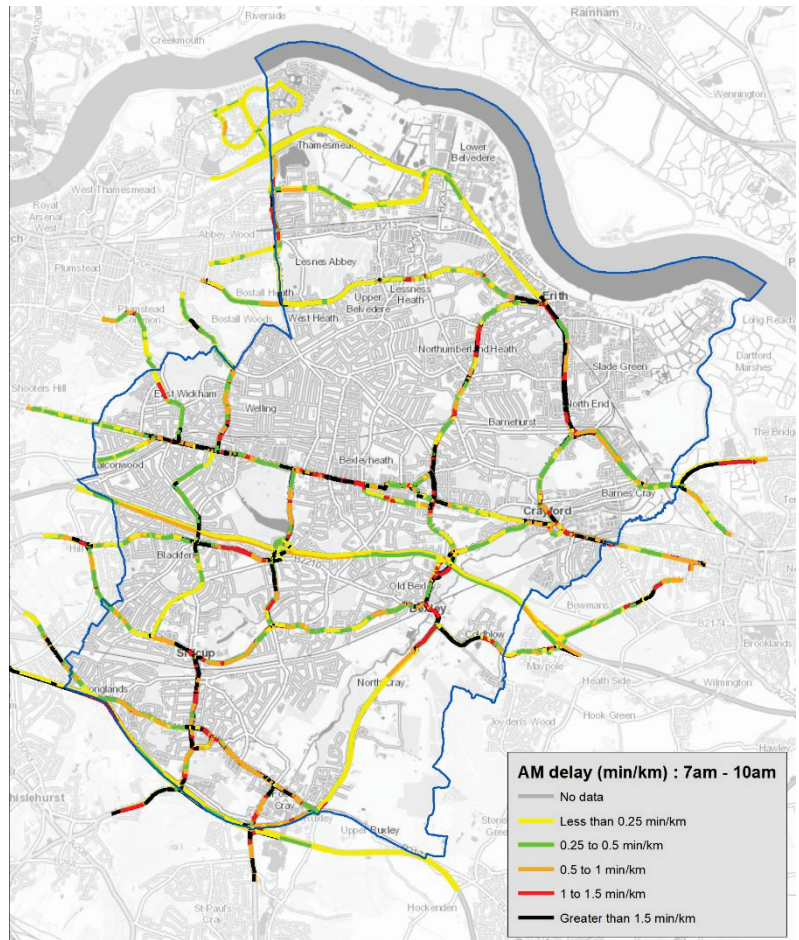 Riverside
Rainham
Creekmouth
Wennington
Thamesmead
Lower
Belvedere
West Thamesmead
Royal
Arsenal
West
Abbey Wood
B213
Plumstead
Lesnes Abbey
Bostall Heath
Lessness
Heath
Upper
Belvedere
Erith
Plumstead
Common
Bostall Woods
West Heath
Long Reach
Northumberland Heath
Slade Green
Dartford
Marshes
Shooters Hill
East Wickham
North End
Welling
Barnehurst
The Bridge
Bexleyheath
Barnes Cray
Crayford
B2210
Old Bexley
Bowmans
B2174
Brooklands
Coldblow
Maypole
Sidcup
Heath Side
Wilmington
North Cray
Joyden's Wood
Hook Green
Hawley
Cray
Upper Ruxley
St-Paul's
Cray
Hockenden
AM delay (min/km) : 7am - 10am
No data
Less than 0.25 min/km
0.25 to 0.5 min/km
0.5 to 1 min/km
1 to 1.5 min/km
Greater than 1.5 min/km